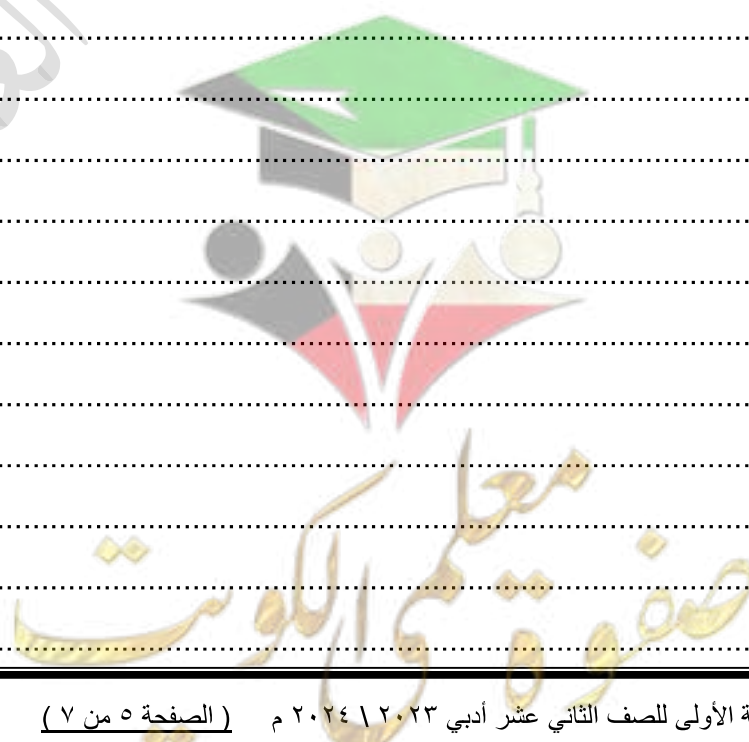 صفوة معلمي الكويت
ة الأولى للصف الثاني عشر أدبي ٢٠٢٣ \ ٢٠٢٤ م ( الصفحة ٥ من ٧ )